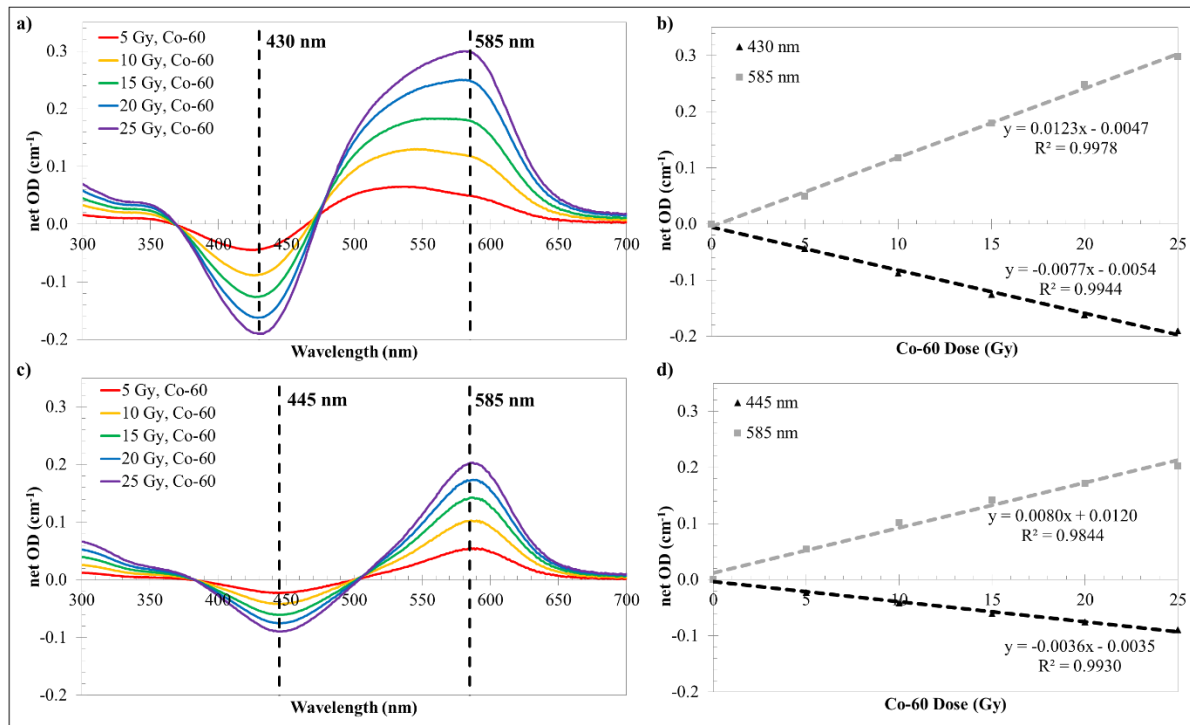 a)
5 Gy, Co-60
10 Gy, Co-60
15 Gy, Co-60
20 Gy, Co-60
25 Gy, Co-60
430 nm
585 nm
0.3
0.2
0.1
0.0
-0.1
-0.2
net OD (cm⁻¹)
300 350 400 450 500 550 600 650 700
Wavelength (nm)
b)
430 nm
585 nm
0.3
0.2
0.1
0.0
-0.1
-0.2
net OD (cm⁻¹)
y = 0.0123x - 0.0047
R² = 0.9978
0 5 10 15 20 25
y = -0.0077x - 0.0054
R² = 0.9944
Co-60 Dose (Gy)
c)
5 Gy, Co-60
10 Gy, Co-60
15 Gy, Co-60
20 Gy, Co-60
25 Gy, Co-60
445 nm
585 nm
0.3
0.2
0.1
0.0
-0.1
-0.2
net OD (cm⁻¹)
300 350 400 450 500 550 600 650 700
Wavelength (nm)
d)
445 nm
585 nm
0.3
0.2
0.1
0.0
-0.1
-0.2
net OD (cm⁻¹)
y = 0.0080x + 0.0120
R² = 0.9844
0 5 10 15 20 25
y = -0.0036x - 0.0035
R² = 0.9930
Co-60 Dose (Gy)